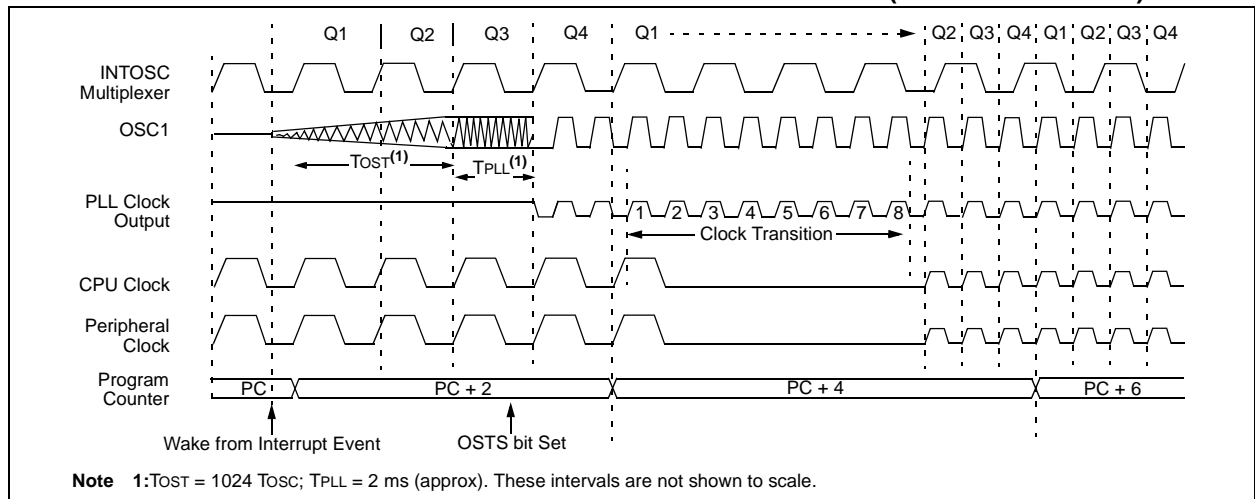 Q1 Q2 Q3 Q4 Q1 Q2 Q3 Q4 Q1 Q2 Q3 Q4
INTOSC
Multiplexer
OSC1
TOST(1)
TPLL(1)
PLL Clock
Output
1 2 3 4 5 6 7 8
Clock Transition
CPU Clock
Peripheral
Clock
Program
Counter
PC PC + 2 PC + 4 PC + 6
Wake from Interrupt Event OSTS bit Set
Note 1:TOST = 1024 TOSC; TPLL = 2 ms (approx). These intervals are not shown to scale.